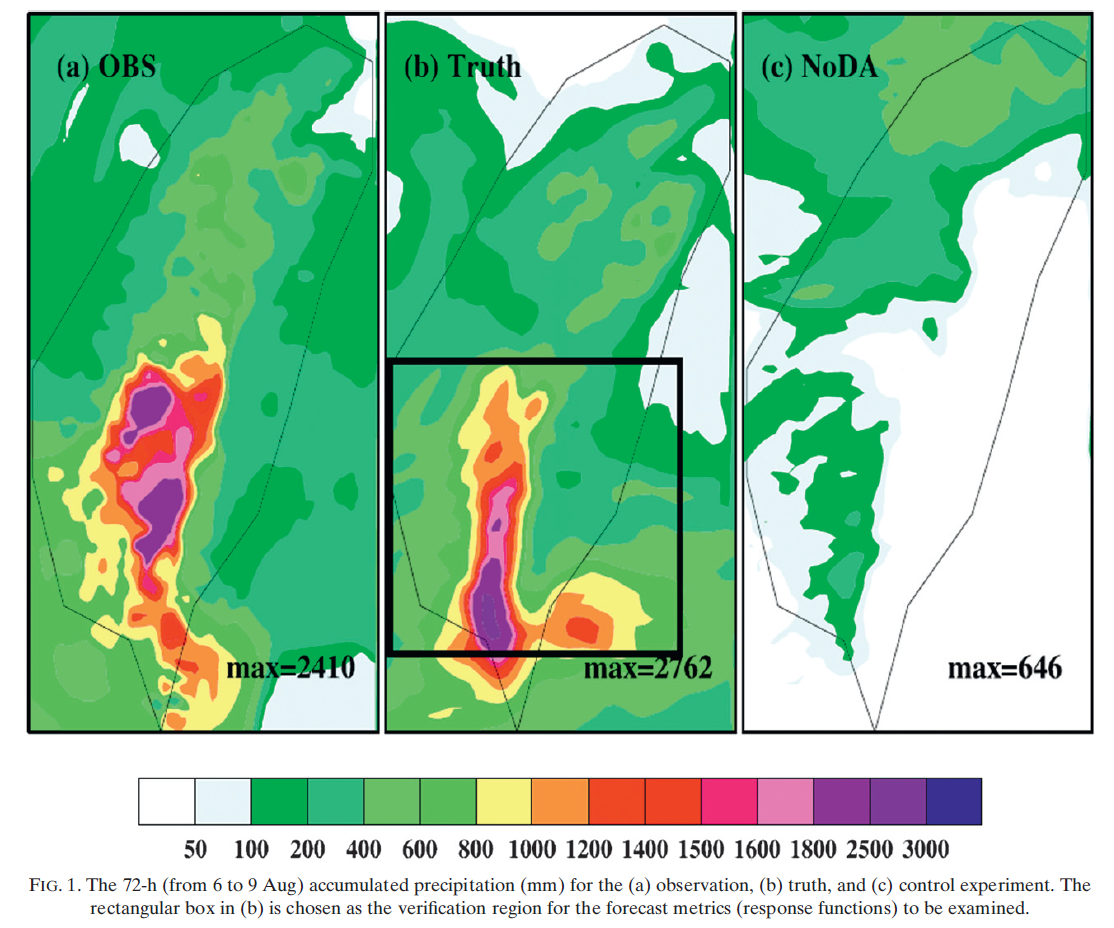 (a) OBS
(b) Truth
(c) NoDA
max=2410
max=2762
max=646
50 100 200 400 600 800 1000 1200 1400 1500 1600 1800 2500 3000
FIG. 1. The 72-h (from 6 to 9 Aug) accumulated precipitation (mm) for the (a) observation, (b) truth, and (c) control experiment. The
rectangular box in (b) is chosen as the verification region for the forecast metrics (response functions) to be examined.